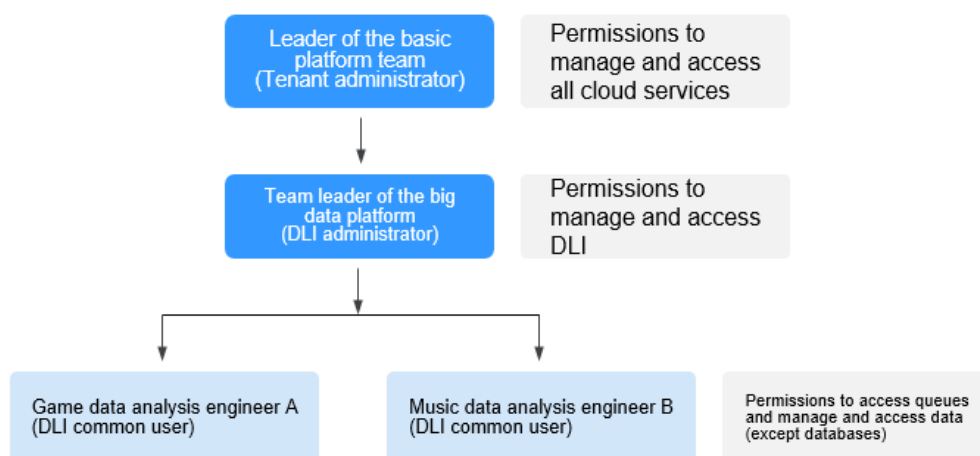 Leader of the basic
platform team
(Tenant administrator)
Permissions to
manage and access
all cloud services
Team leader of the big
data platform
(DLI administrator)
Permissions to
manage and access
DLI
Game data analysis engineer A
(DLI common user)
Music data analysis engineer B
(DLI common user)
Permissions to access queues
and manage and access data
(except databases)